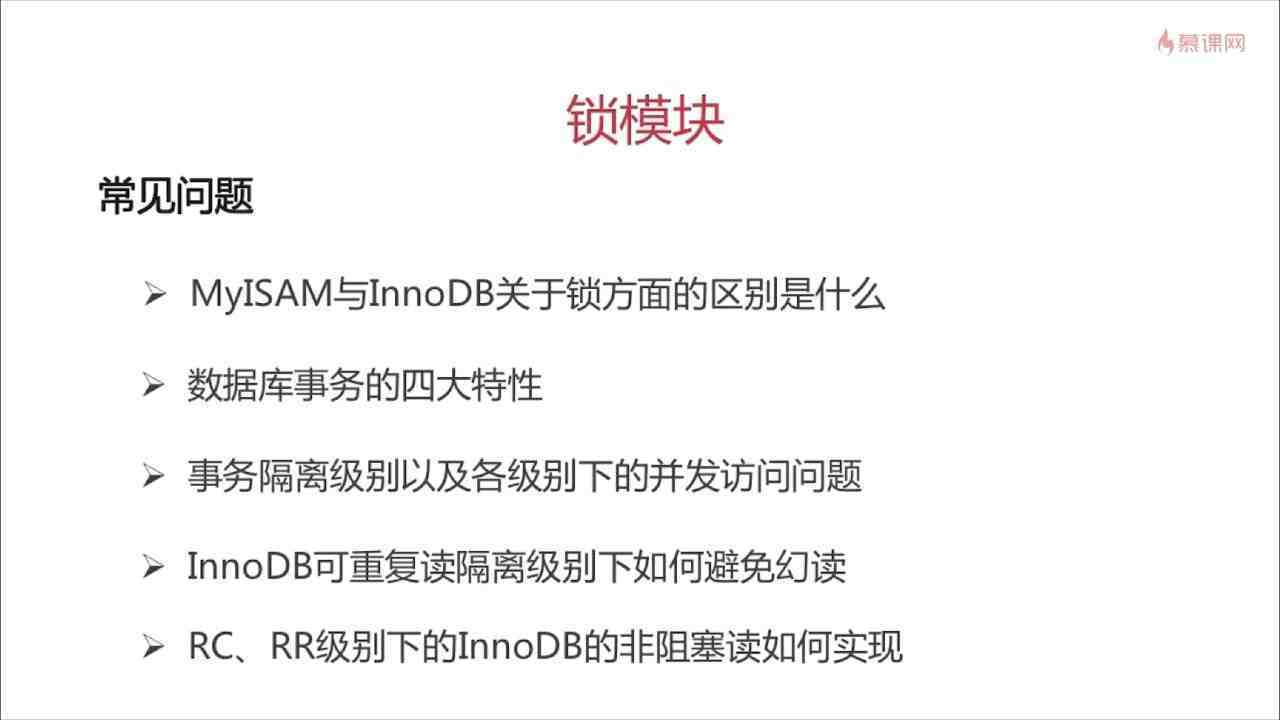 慕课网
锁模块
常见问题
MyISAM与InnoDB关于锁方面的区别是什么
数据库事务的四大特性
事务隔离级别以及各级别下的并发访问问题
InnoDB可重复读隔离级别下如何避免幻读
RC、RR级别下的InnoDB的非阻塞读如何实现